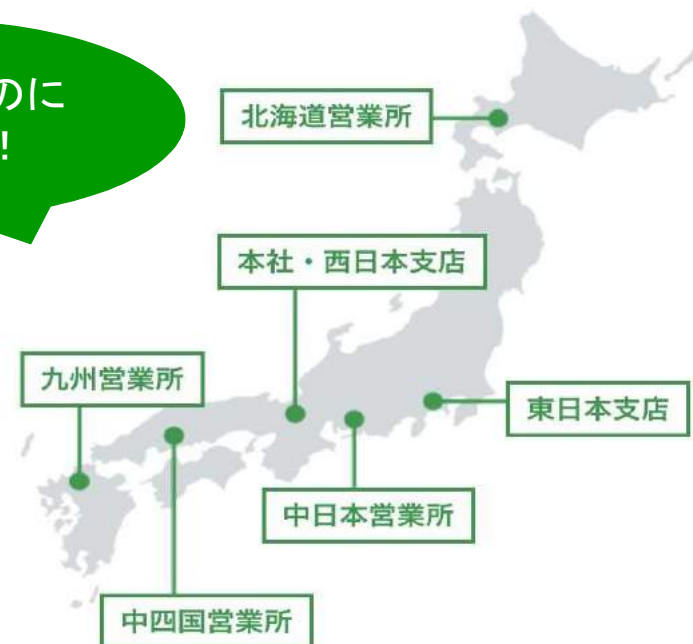 のに
！
北海道営業所
本社・西日本支店
九州営業所
東日本支店
中日本営業所
中四国営業所